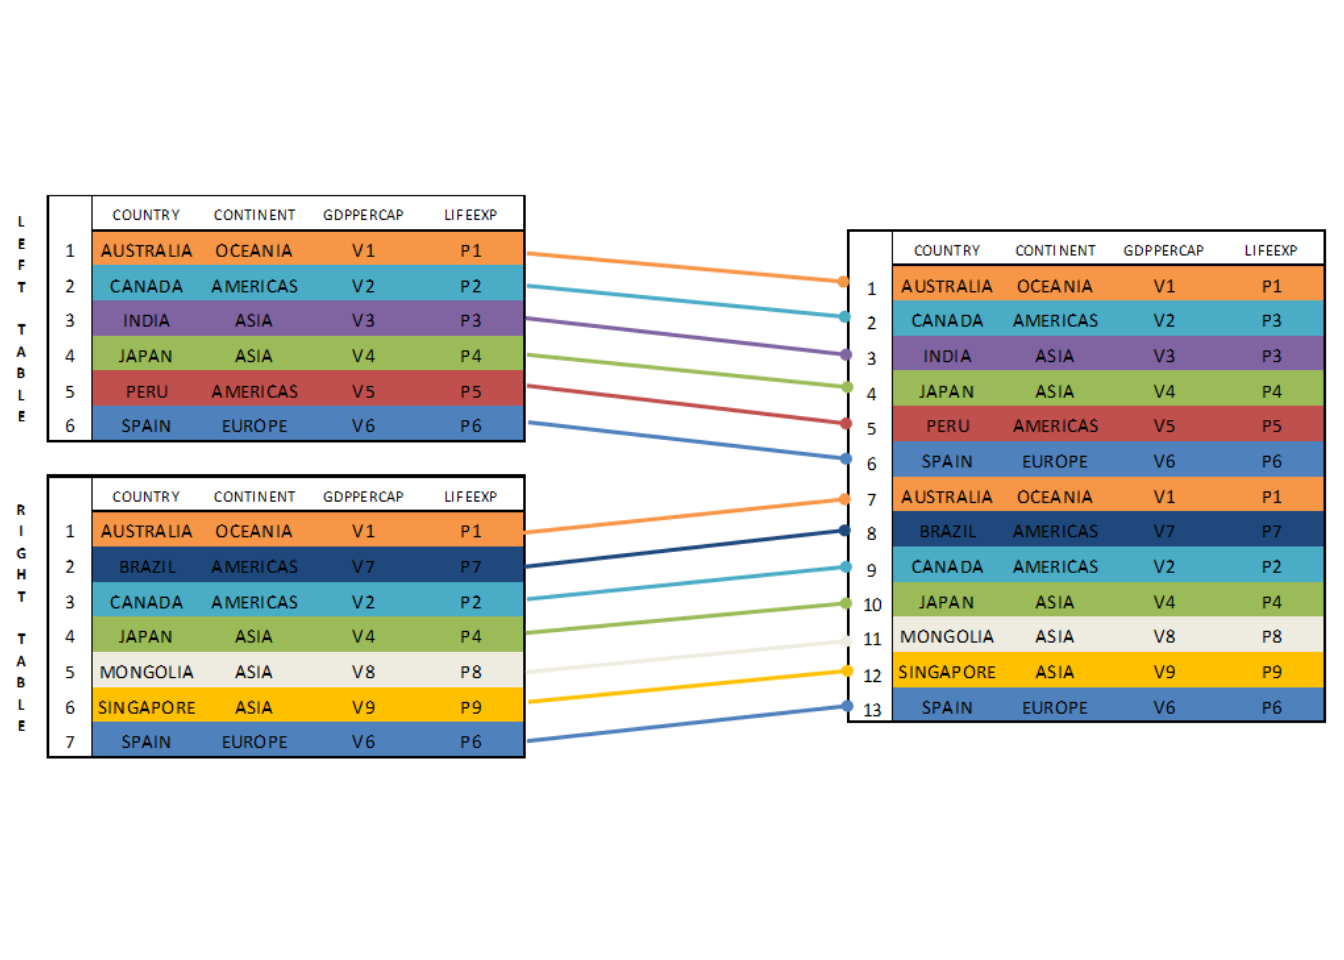 LEFT TABLE
COUNTRY CONTINENT GDPPERCAP LIFEEXP
1 AUSTRALIA OCEANIA V1 P1
2 CANADA AMERICAS V2 P2
3 INDIA ASIA V3 P3
4 JAPAN ASIA V4 P4
5 PERU AMERICAS V5 P5
6 SPAIN EUROPE V6 P6
RIGHT TABLE
COUNTRY CONTINENT GDPPERCAP LIFEEXP
1 AUSTRALIA OCEANIA V1 P1
2 BRAZIL AMERICAS V7 P7
3 CANADA AMERICAS V2 P2
4 JAPAN ASIA V4 P4
5 MONGOLIA ASIA V8 P8
6 SINGAPORE ASIA V9 P9
7 SPAIN EUROPE V6 P6
COUNTRY CONTINENT GDPPERCAP LIFEEXP
1 AUSTRALIA OCEANIA V1 P1
2 CANADA AMERICAS V2 P3
3 INDIA ASIA V3 P3
4 JAPAN ASIA V4 P4
5 PERU AMERICAS V5 P5
6 SPAIN EUROPE V6 P6
7 AUSTRALIA OCEANIA V1 P1
8 BRAZIL AMERICAS V7 P7
9 CANADA AMERICAS V2 P2
10 JAPAN ASIA V4 P4
11 MONGOLIA ASIA V8 P8
12 SINGAPORE ASIA V9 P9
13 SPAIN EUROPE V6 P6